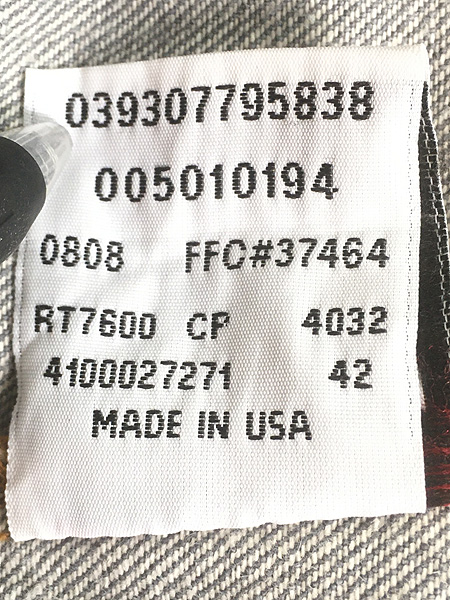 039307795838
005010194
0808 FFC#37464
RT7600 CP 4032
4100027271 42
MADE IN USA